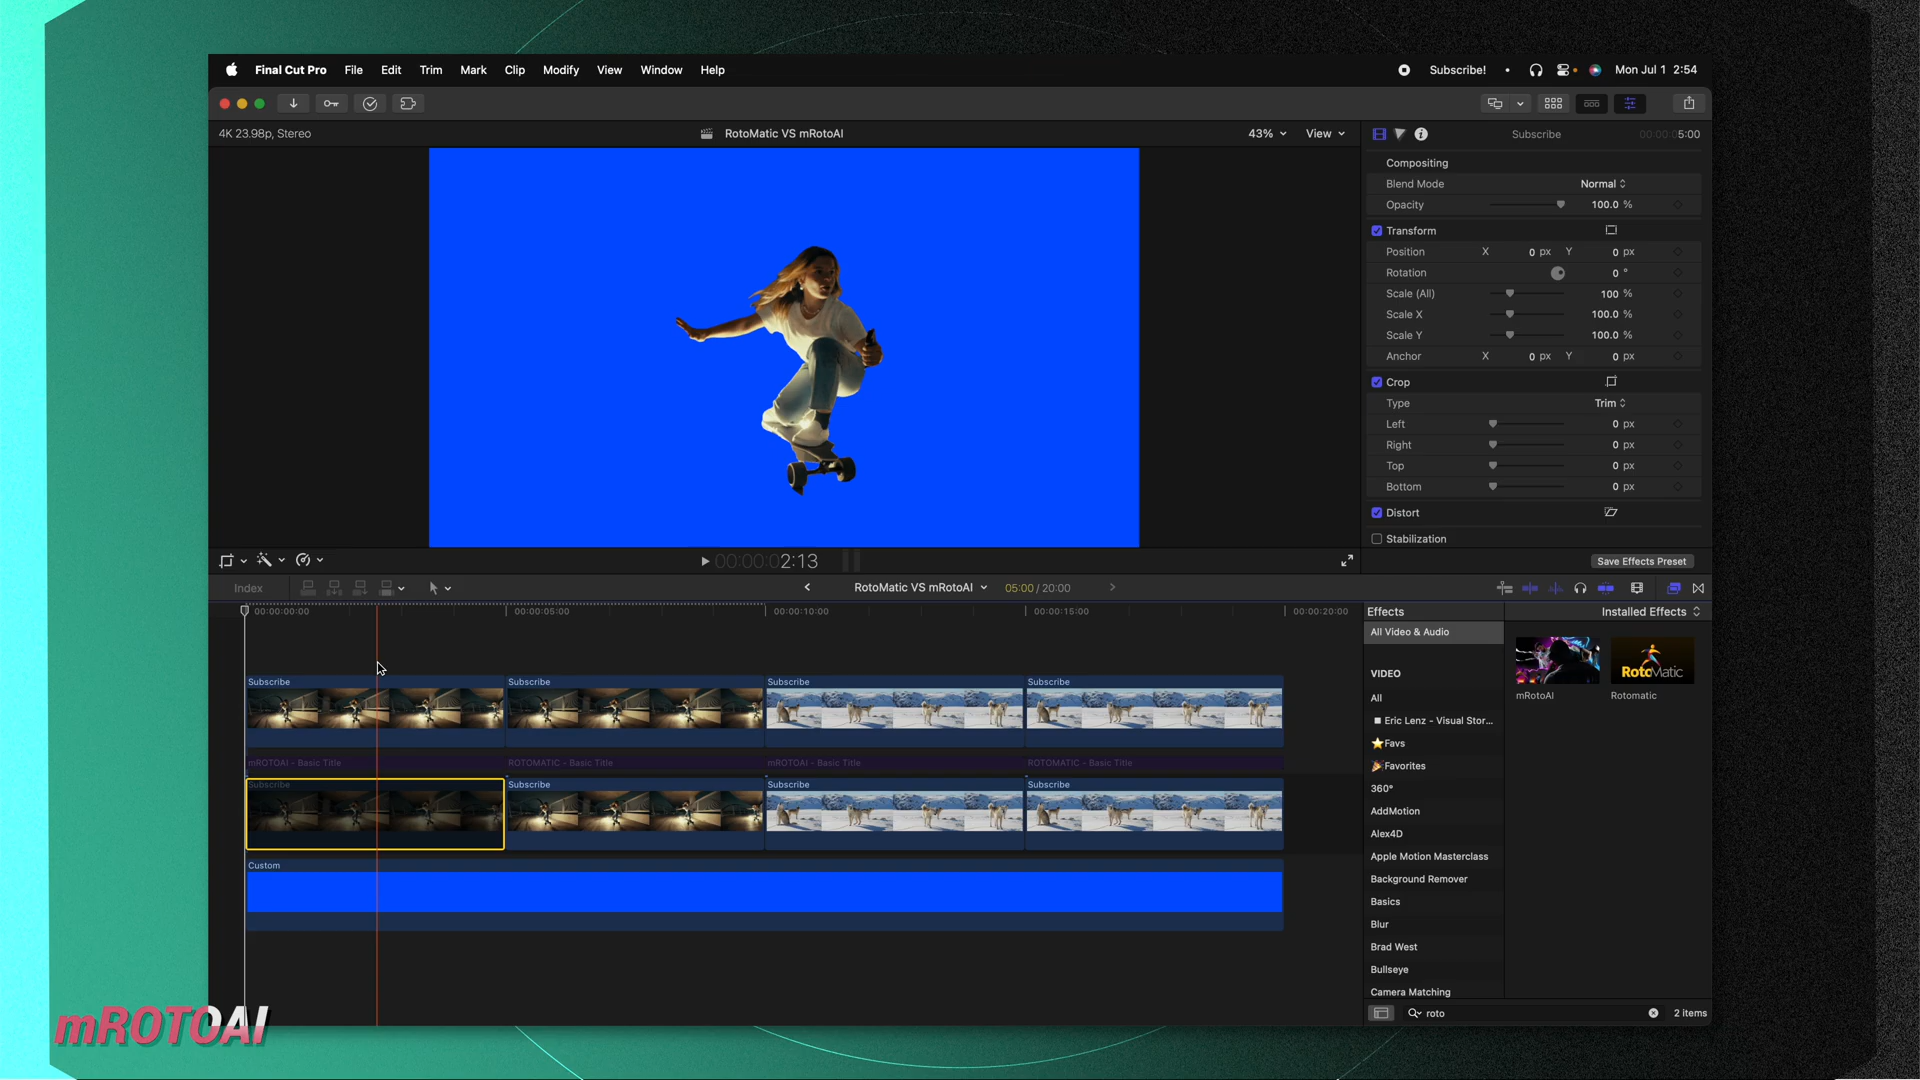 Final Cut Pro File Edit Trim Mark Clip Modify View Window Help
Subscribe! Mon Jul 1 2:54
4K 23.98p, Stereo
RotoMatic VS mRotoAI
43% View
Subscribe
00:00:05:00
Compositing
Blend Mode Normal
Opacity 100.0 %
Transform
Position X 0 px Y 0 px
Rotation 0 °
Scale (All) 100 %
Scale X 100.0 %
Scale Y 100.0 %
Anchor X 0 px Y 0 px
Crop
Type Trim
Left 0 px
Right 0 px
Top 0 px
Bottom 0 px
Distort
Stabilization
00:00:02:13
Save Effects Preset
Index
RotoMatic VS mRotoAI
05:00 / 20:00
00:00:00:00 00:00:05:00 00:00:10:00 00:00:15:00 00:00:20:00
Subscribe Subscribe Subscribe Subscribe
mROTOAI - Basic Title ROTOMATIC - Basic Title mROTOAI - Basic Title ROTOMATIC - Basic Title
Subscribe Subscribe Subscribe Subscribe
Custom
Effects
Installed Effects
All Video & Audio
VIDEO
All
Eric Lenz - Visual Stor...
⭐Favs
🎉Favorites
360°
AddMotion
Alex4D
Apple Motion Masterclass
Background Remover
Basics
Blur
Brad West
Bullseye
Camera Matching
RotoMatic
mRotoAI
Rotomatic
roto
2 items
mROTOAI